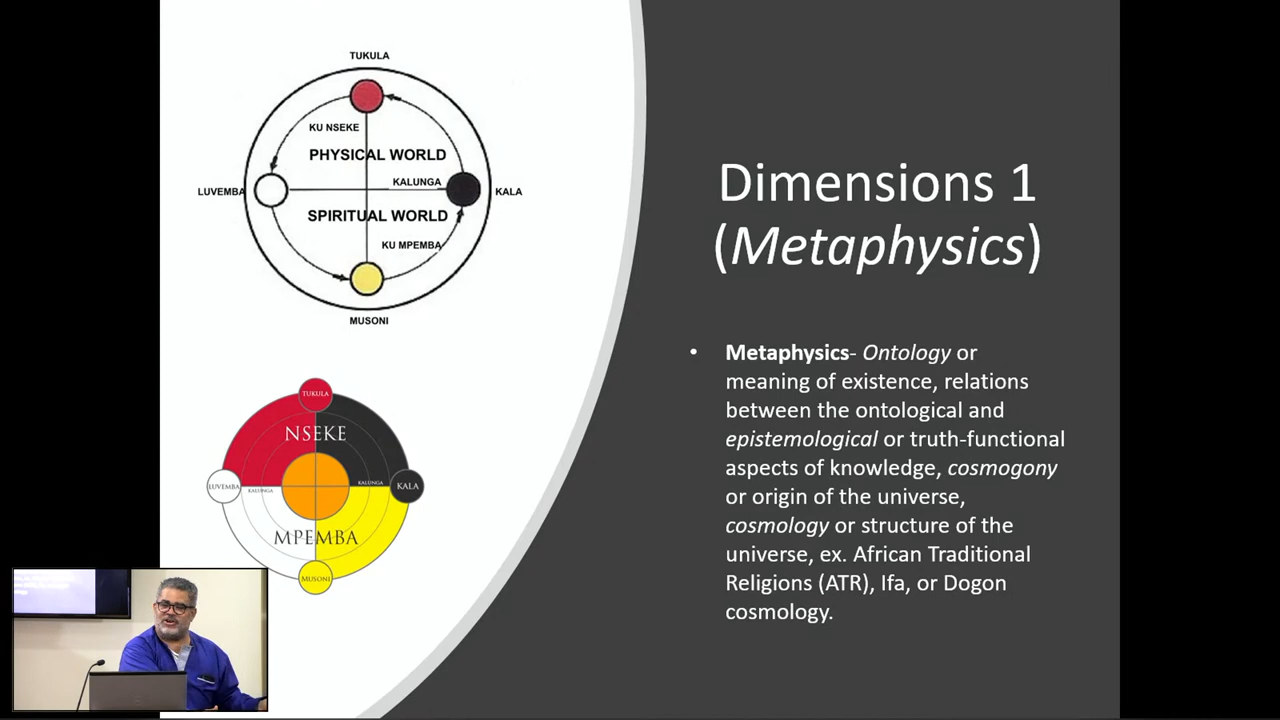 TUKULA
KU NSEKE
PHYSICAL WORLD
KALUNGA
LUVEMBA
KALA
SPIRITUAL WORLD
KU MPEMBA
MUSONI
TUKULA
NSEKE
LUVEMBA
KALUNGA
KALUNGA
KALA
MPEMBA
MUSONI
Dimensions 1
(Metaphysics)
• Metaphysics- Ontology or
meaning of existence, relations
between the ontological and
epistemological or truth-functional
aspects of knowledge, cosmogony
or origin of the universe,
cosmology or structure of the
universe, ex. African Traditional
Religions (ATR), Ifa, or Dogon
cosmology.